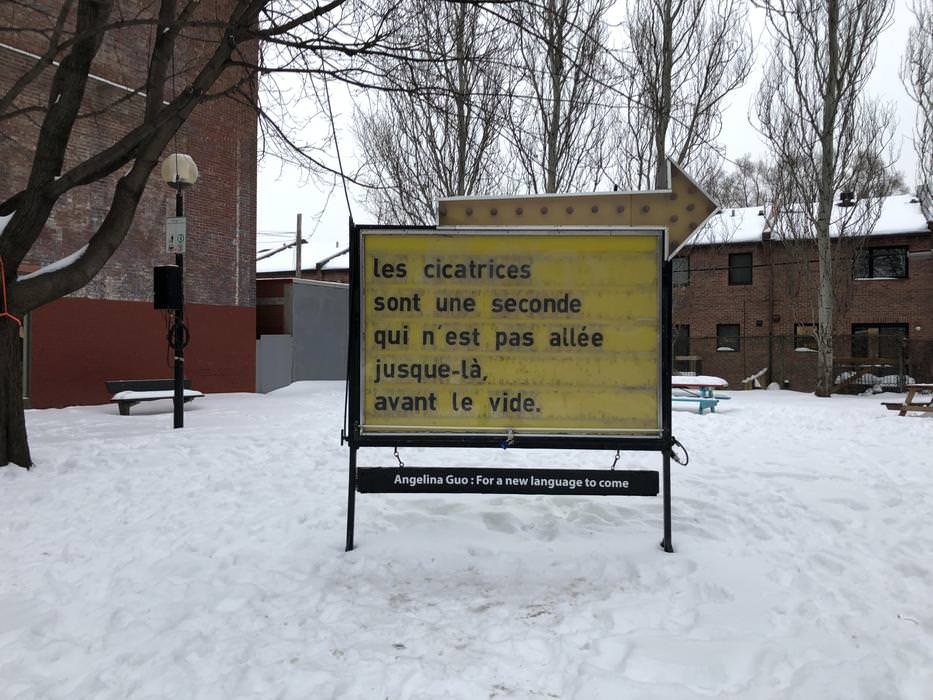 les cicatrices
sont une seconde
qui n'est pas allée
jusque-là,
avant le vide.
Angelina Guo : For a new language to come